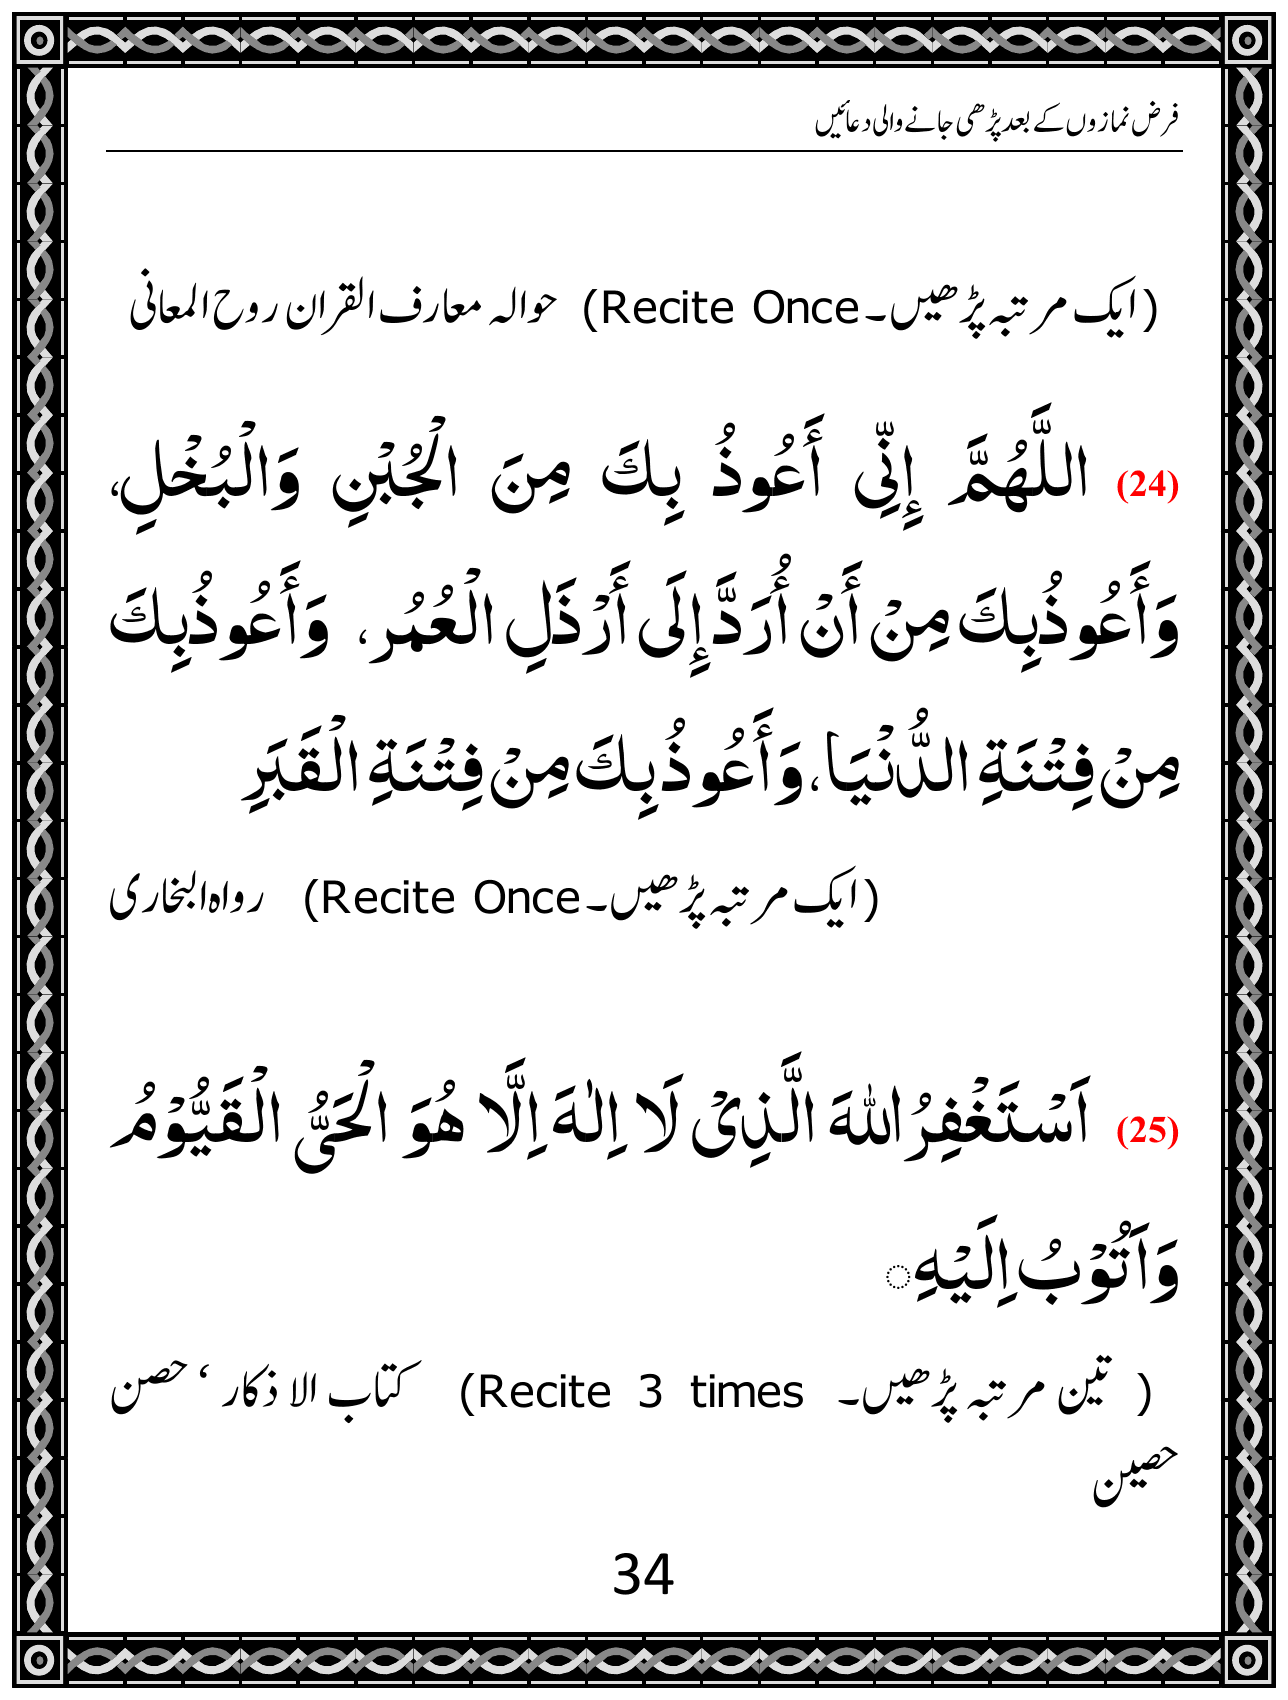 فرض نمازوں کے بعد پڑھی جانے والی دعائیں
(ایک مرتبہ پڑھیں۔Recite Once) حوالہ معارف القران روح المعانی
(24) اللَّهُمَّ إِنِّي أَعُوذُ بِكَ مِنَ الْجُبْنِ وَالْبُخْلِ،
وَأَعُوذُبِكَ مِنْ أَنْ أُرَدَّ إِلَى أَرْذَلِ الْعُمُر، وَأَعُوذُبِكَ
مِنْ فِتْنَةِ الدُّنْيَا، وَأَعُوذُ بِكَ مِنْ فِتْنَةِ الْقَبَرِ
(ایک مرتبہ پڑھیں۔Recite Once) رواہ البخاری
(25) اَسْتَغْفِرُ اللهَ الَّذِیْ لَا اِلٰهَ اِلَّا هُوَ الْحَیُّ الْقَیُّوْمُ
وَاَتُوْبُ اِلَیْهِ
( تین مرتبہ پڑھیں۔ Recite 3 times) کتاب الا ذکار ‘ حصن
حصین
34